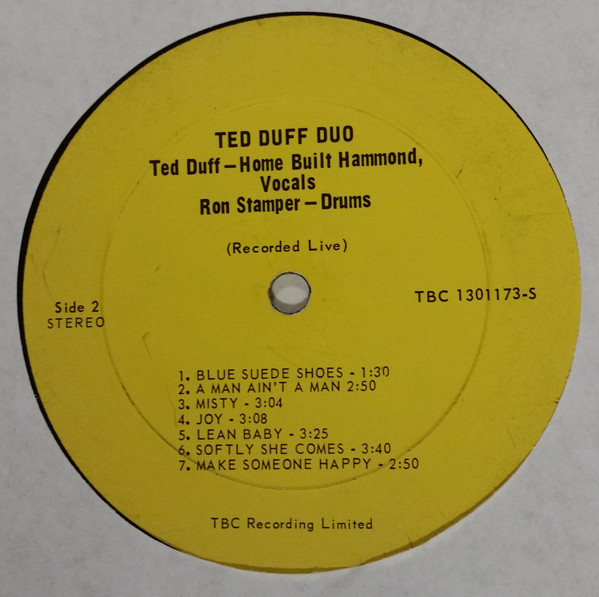 TED DUFF DUO
Ted Duff – Home Built Hammond,
Vocals
Ron Stamper – Drums
(Recorded Live)
Side 2
STEREO
TBC 1301173-S
1. BLUE SUEDE SHOES - 1:30
2. A MAN AIN'T A MAN 2:50
3. MISTY - 3:04
4. JOY - 3:08
5. LEAN BABY - 3:25
6. SOFTLY SHE COMES - 3:40
7. MAKE SOMEONE HAPPY - 2:50
TBC Recording Limited